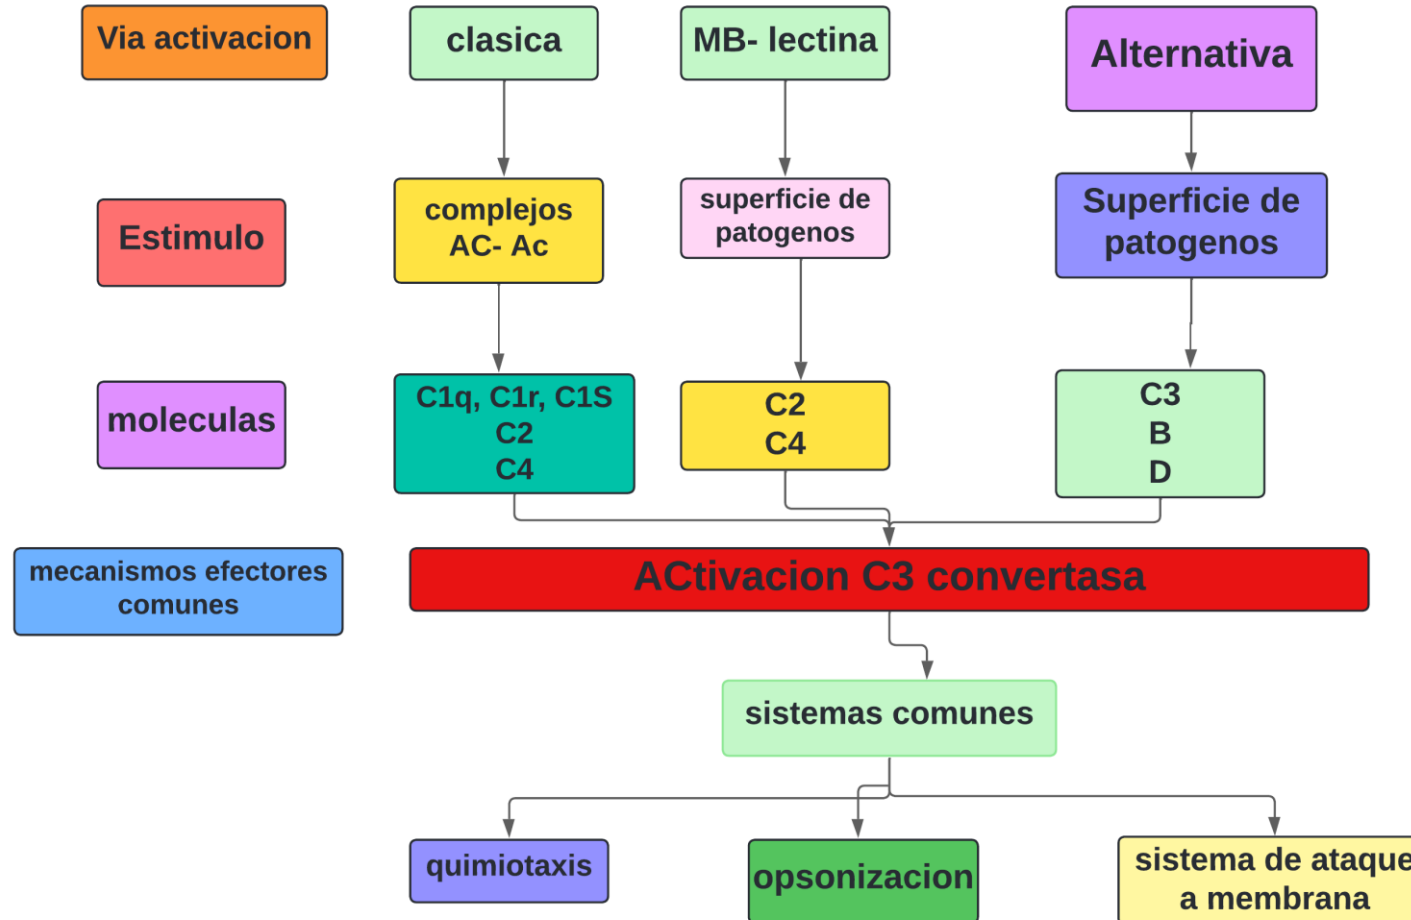 Via activacion
clasica
MB- lectina
Alternativa
Estimulo
complejos
AC- Ac
superficie de
patogenos
Superficie de
patogenos
moleculas
C1q, C1r, C1S
C2
C4
C2
C4
C3
B
D
mecanismos efectores
comunes
ACtivacion C3 convertasa
sistemas comunes
quimiotaxis
opsonizacion
sistema de ataque
a membrana